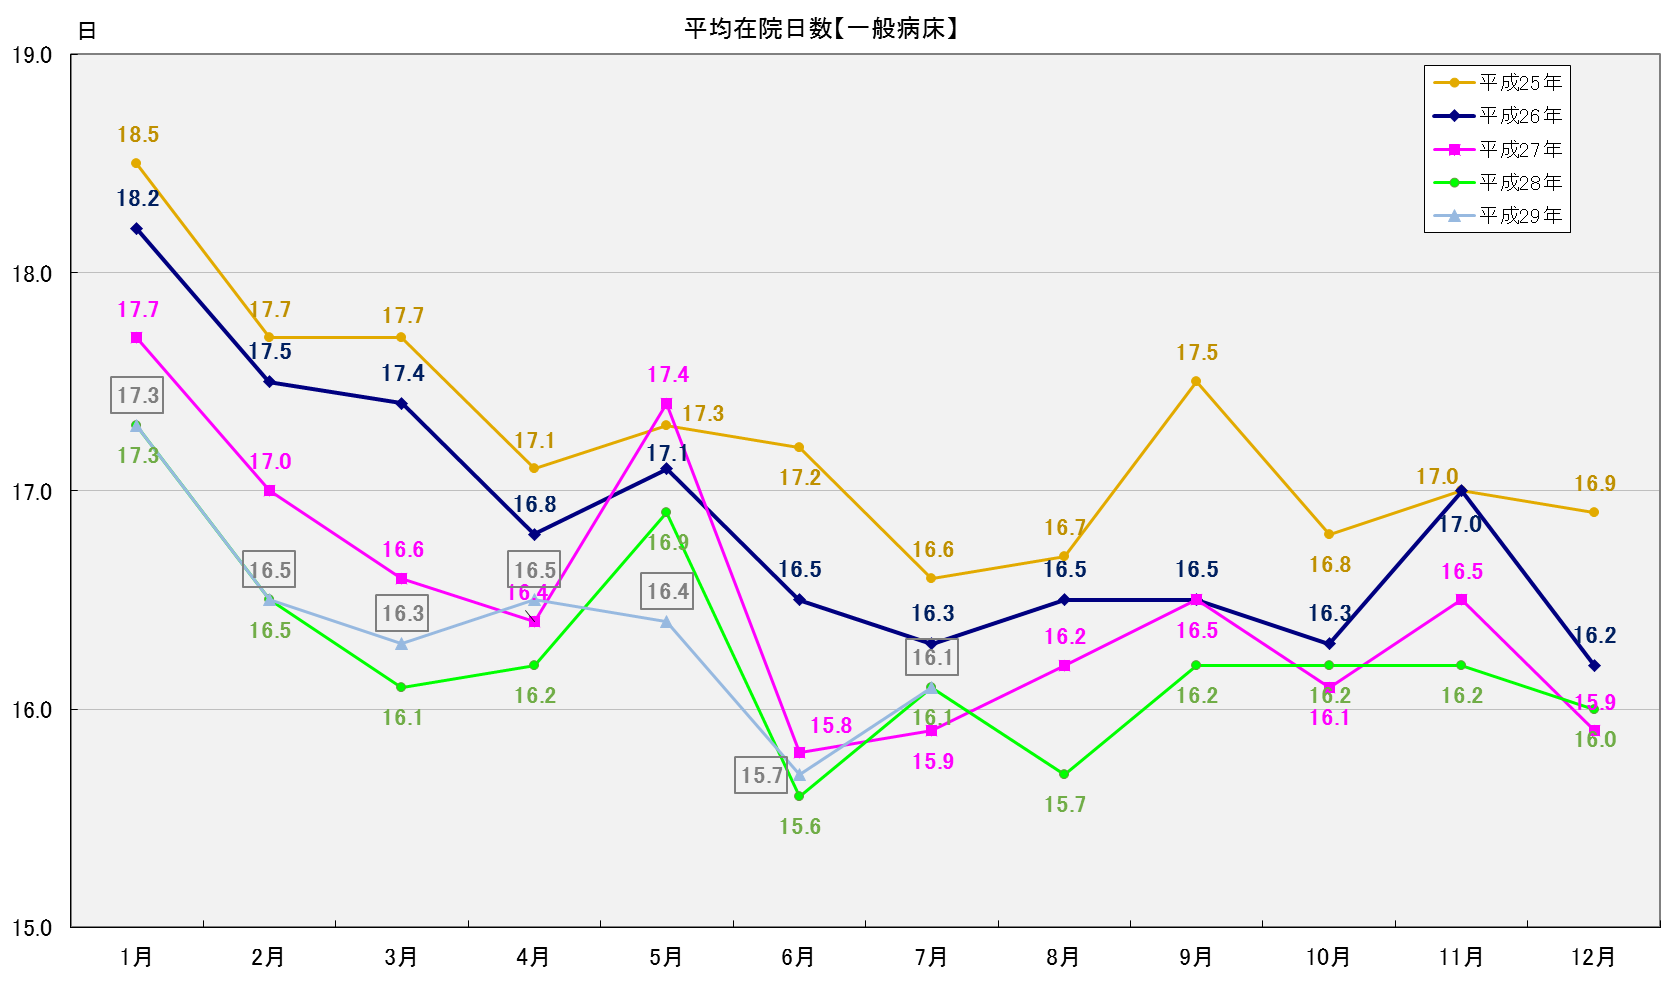 平均在院日数【一般病床】
日
19.0
18.0
17.0
16.0
15.0
平成25年
平成26年
平成27年
平成28年
平成29年
18.5 17.7 17.7 17.1 17.3 17.2 16.6 16.7 17.5 16.8 17.0 16.9
18.2 17.5 17.4 16.8 17.1 16.5 16.3 16.5 16.5 16.3 17.0 16.2
17.7 17.0 16.6 16.4 17.4 15.8 15.9 16.2 16.5 16.1 16.5 15.9
17.3 16.5 16.1 16.2 16.9 15.6 16.1 15.7 16.2 16.2 16.2 16.0
17.3 16.5 16.3 16.5 16.4 15.7 16.1
1月 2月 3月 4月 5月 6月 7月 8月 9月 10月 11月 12月